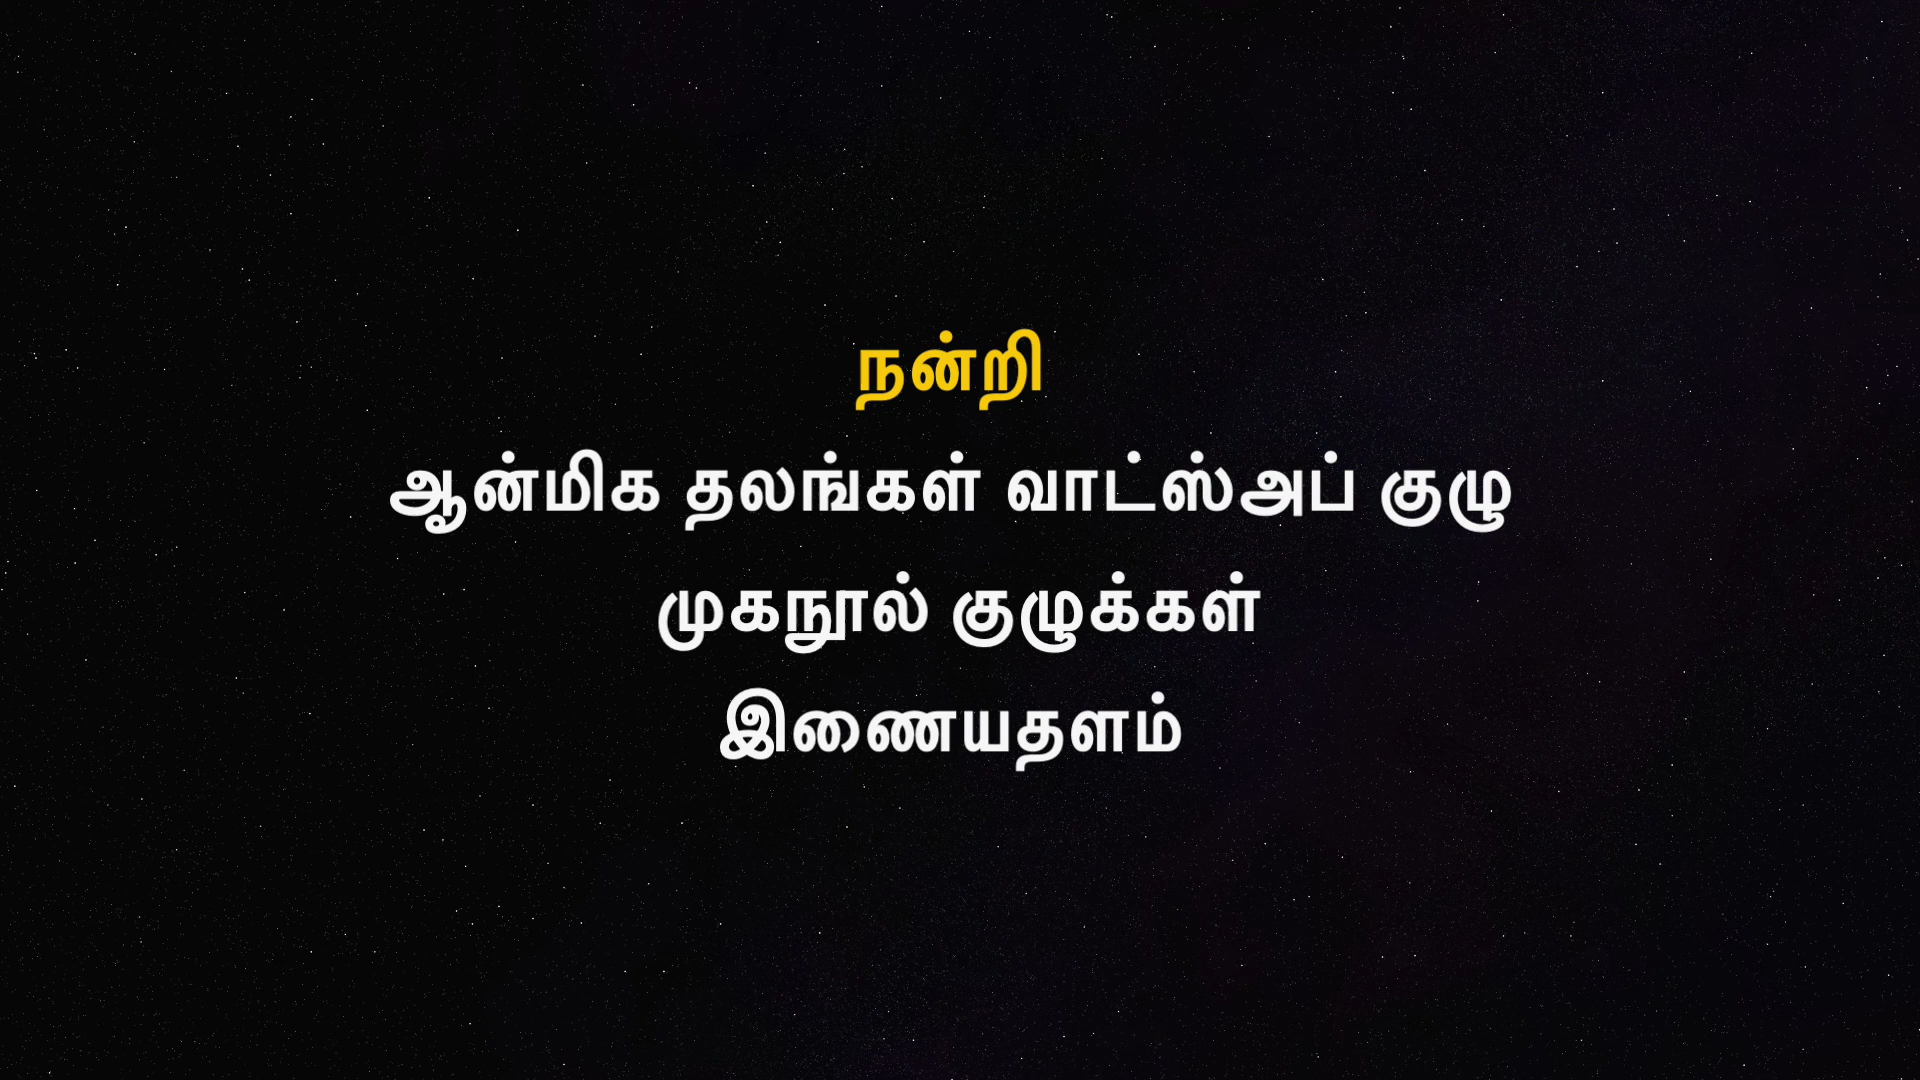 நன்றி
ஆன்மிக தலங்கள் வாட்ஸ்அப் குழு
முகநூல் குழுக்கள்
இணையதளம்